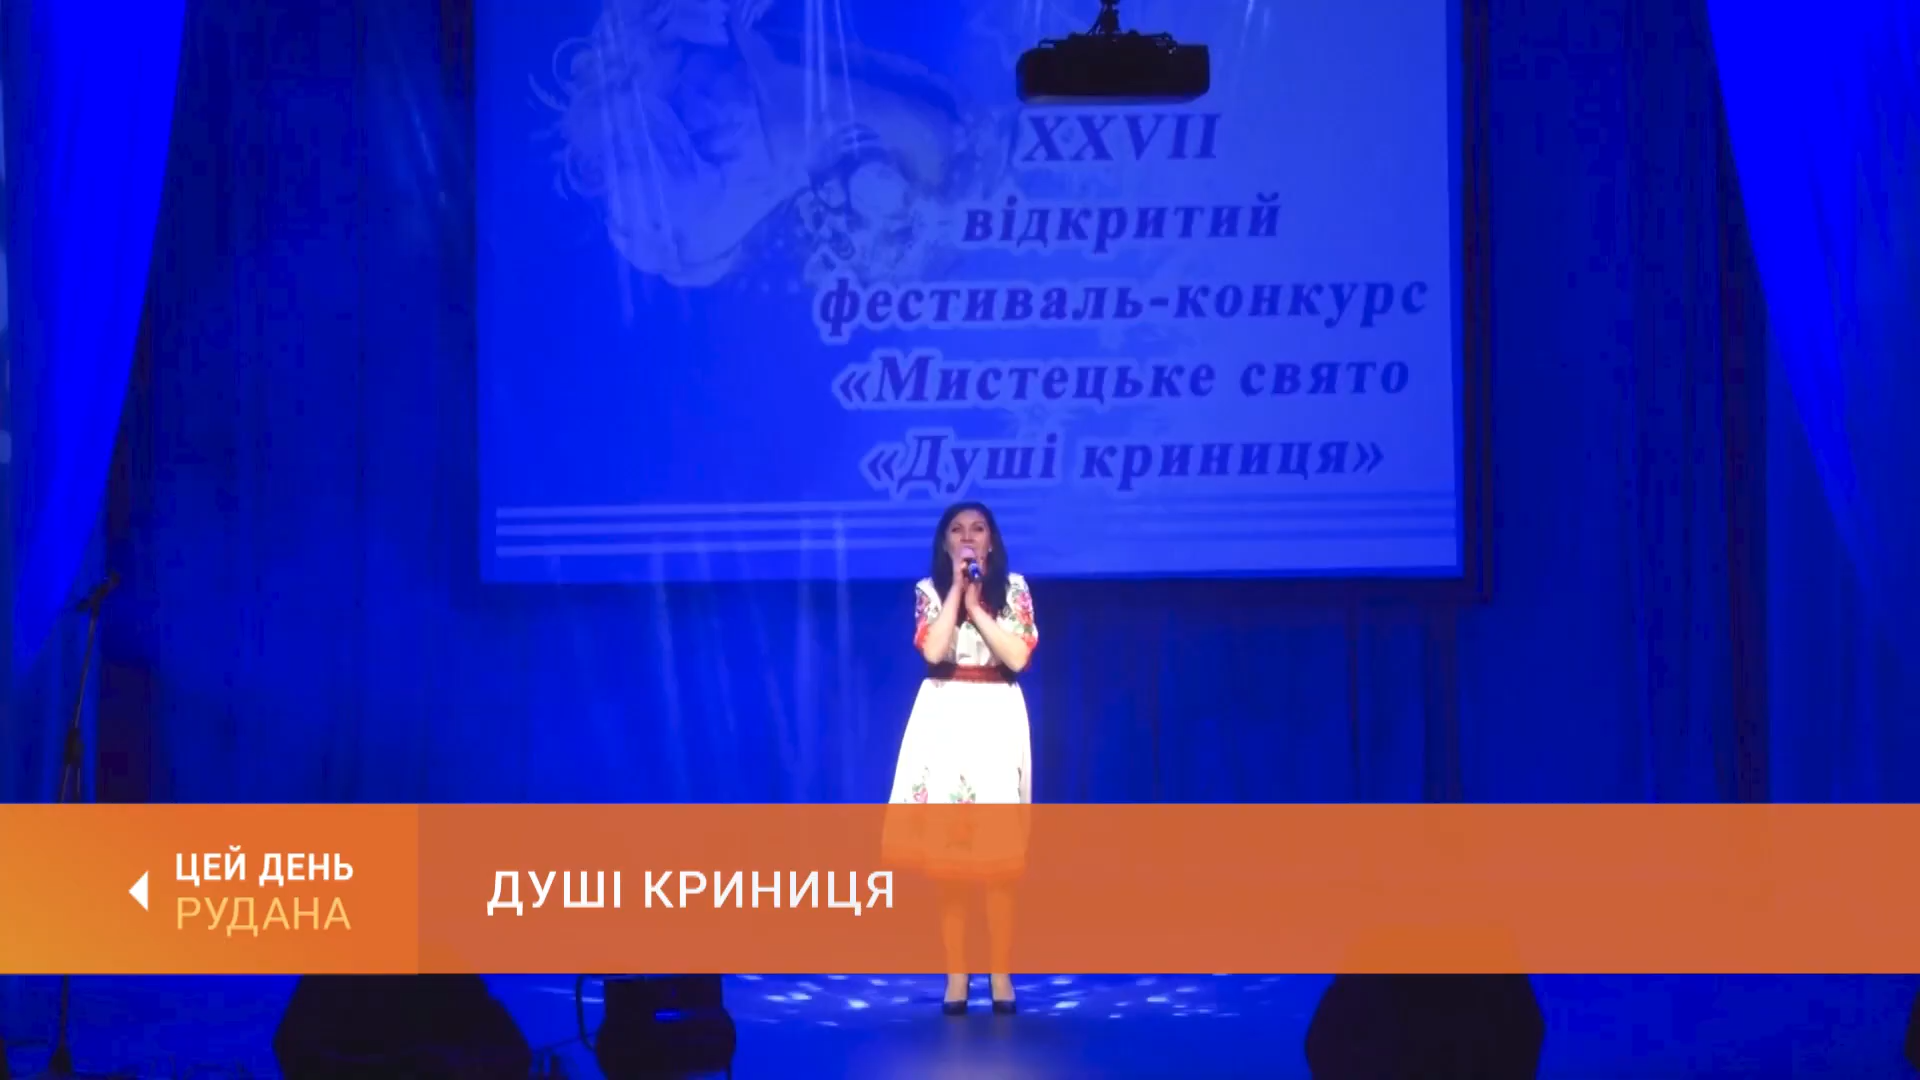 XXVII
відкритий
фестиваль-конкурс
«Мистецьке свято
«Душі криниця»
ЦЕЙ ДЕНЬ
РУДАНА
ДУШІ КРИНИЦЯ